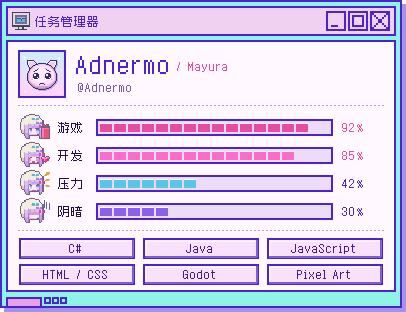 任务管理器
Adnermo / Mayura
@Adnermo
游戏 92%
开发 85%
压力 42%
阴暗 30%
C# Java JavaScript
HTML / CSS Godot Pixel Art